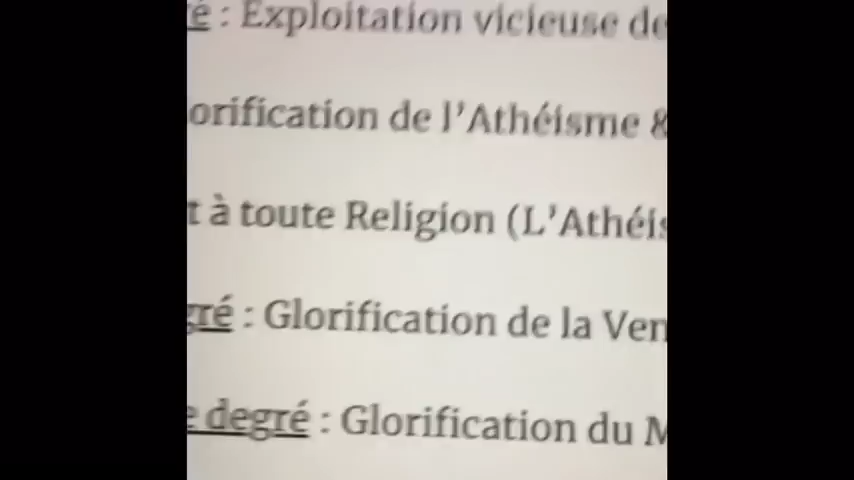 é : Exploitation vicieuse de
orification de l'Athéisme &
t à toute Religion (L'Athéis
gré : Glorification de la Ven
e degré : Glorification du M